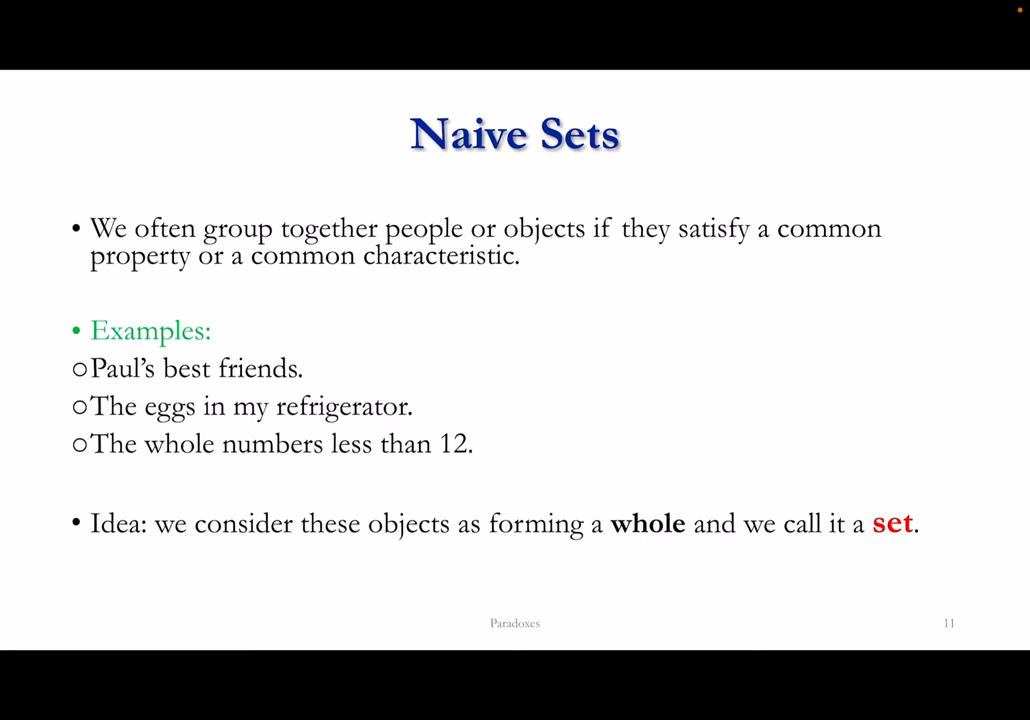 Naive Sets
• We often group together people or objects if they satisfy a common
property or a common characteristic.
• Examples:
○Paul’s best friends.
○The eggs in my refrigerator.
○The whole numbers less than 12.
• Idea: we consider these objects as forming a whole and we call it a set.
Paradoxes
11